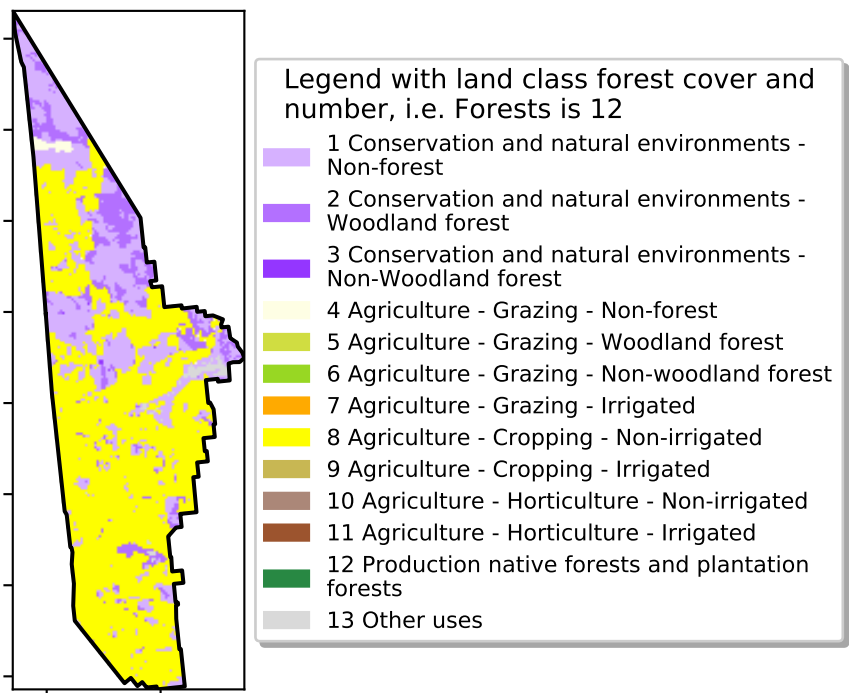 Legend with land class forest cover and
number, i.e. Forests is 12
1 Conservation and natural environments -
Non-forest
2 Conservation and natural environments -
Woodland forest
3 Conservation and natural environments -
Non-Woodland forest
4 Agriculture - Grazing - Non-forest
5 Agriculture - Grazing - Woodland forest
6 Agriculture - Grazing - Non-woodland forest
7 Agriculture - Grazing - Irrigated
8 Agriculture - Cropping - Non-irrigated
9 Agriculture - Cropping - Irrigated
10 Agriculture - Horticulture - Non-irrigated
11 Agriculture - Horticulture - Irrigated
12 Production native forests and plantation
forests
13 Other uses